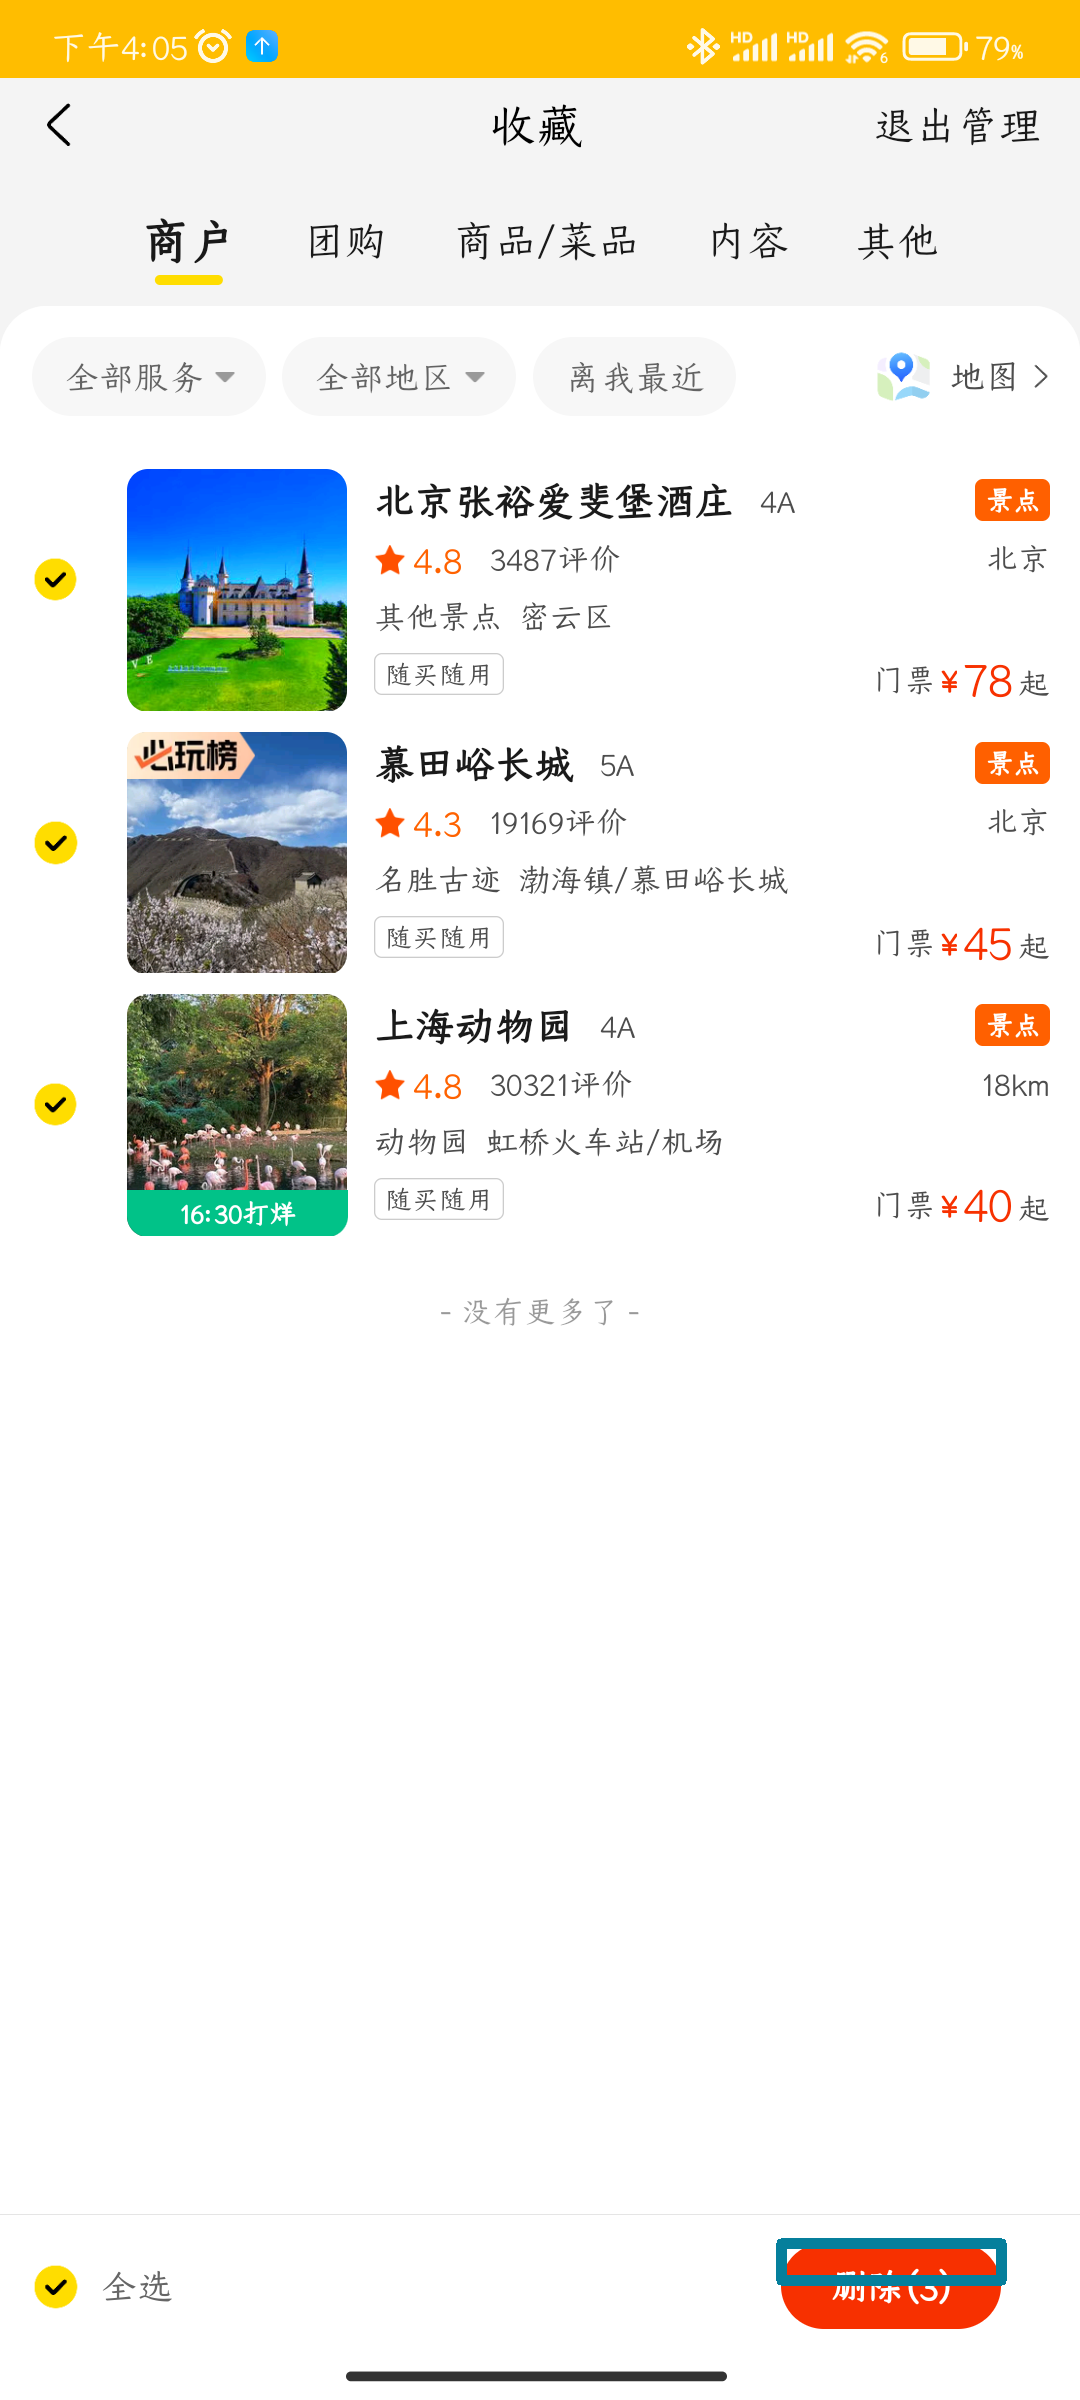 下午4:05
HD HD 6 79%
收藏
退出管理
商户 团购 商品/菜品 内容 其他
全部服务 全部地区 离我最近 地图
北京张裕爱斐堡酒庄 4A 景点
4.8 3487评价 北京
其他景点 密云区
随买随用
门票¥78起
必玩榜
慕田峪长城 5A 景点
4.3 19169评价 北京
名胜古迹 渤海镇/慕田峪长城
随买随用
门票¥45起
上海动物园 4A 景点
4.8 30321评价 18km
动物园 虹桥火车站/机场
随买随用
16:30打烊
门票¥40起
- 没有更多了 -
全选
删除(3)